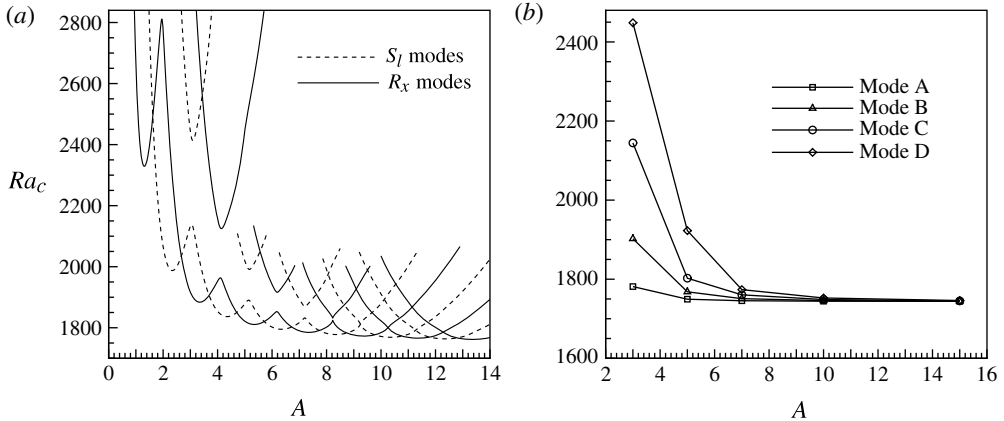 (a)
2800
2600
2400
2200
2000
1800
Ra_c
0 2 4 6 8 10 12 14
A
S_l modes
R_x modes
(b)
2400
2200
2000
1800
1600
2 4 6 8 10 12 14 16
A
Mode A
Mode B
Mode C
Mode D